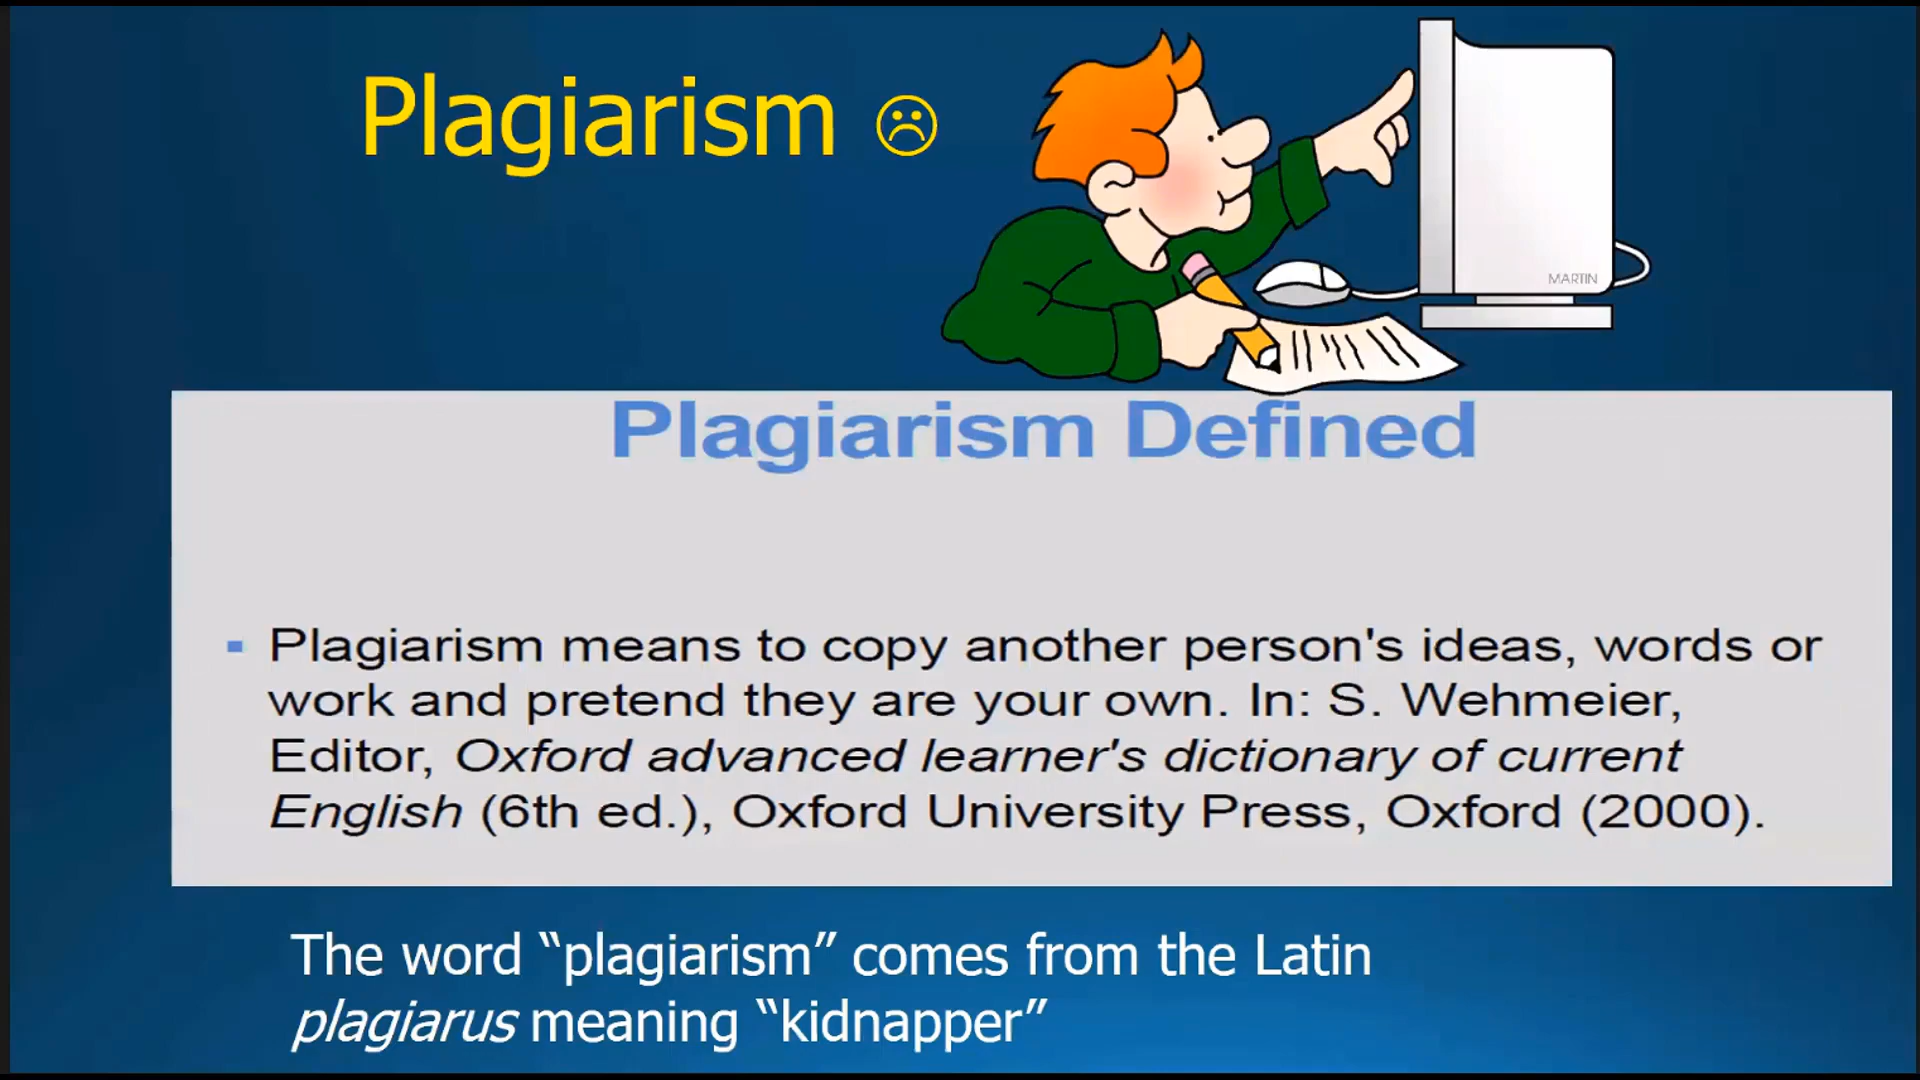 Plagiarism ☹
MARTIN
Plagiarism Defined
▪ Plagiarism means to copy another person's ideas, words or
work and pretend they are your own. In: S. Wehmeier,
Editor, Oxford advanced learner's dictionary of current
English (6th ed.), Oxford University Press, Oxford (2000).
The word “plagiarism” comes from the Latin
plagiarus meaning “kidnapper”